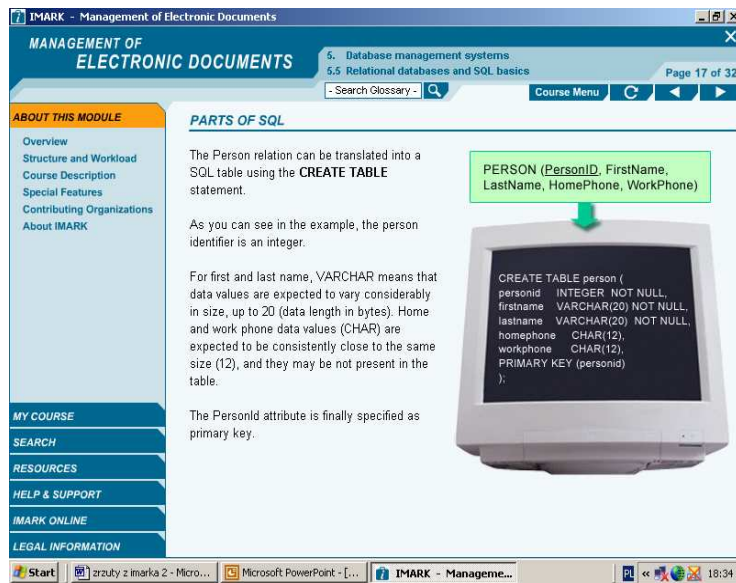 IMARK - Management of Electronic Documents
MANAGEMENT OF
ELECTRONIC DOCUMENTS
5. Database management systems
5.5 Relational databases and SQL basics
Page 17 of 32
- Search Glossary -
Course Menu
ABOUT THIS MODULE
Overview
Structure and Workload
Course Description
Special Features
Contributing Organizations
About IMARK
MY COURSE
SEARCH
RESOURCES
HELP & SUPPORT
IMARK ONLINE
LEGAL INFORMATION
PARTS OF SQL
The Person relation can be translated into a
SQL table using the CREATE TABLE
statement.
As you can see in the example, the person
identifier is an integer.
For first and last name, VARCHAR means that
data values are expected to vary considerably
in size, up to 20 (data length in bytes). Home
and work phone data values (CHAR) are
expected to be consistently close to the same
size (12), and they may be not present in the
table.
The PersonId attribute is finally specified as
primary key.
PERSON (PersonID, FirstName,
LastName, HomePhone, WorkPhone)
CREATE TABLE person (
personid INTEGER NOT NULL,
firstname VARCHAR(20) NOT NULL,
lastname VARCHAR(20) NOT NULL,
homephone CHAR(12),
workphone CHAR(12),
PRIMARY KEY (personid)
);
Start
zrzuty z imarka 2 - Micro...
Microsoft PowerPoint - [...
IMARK - Manageme...
PL
18:34